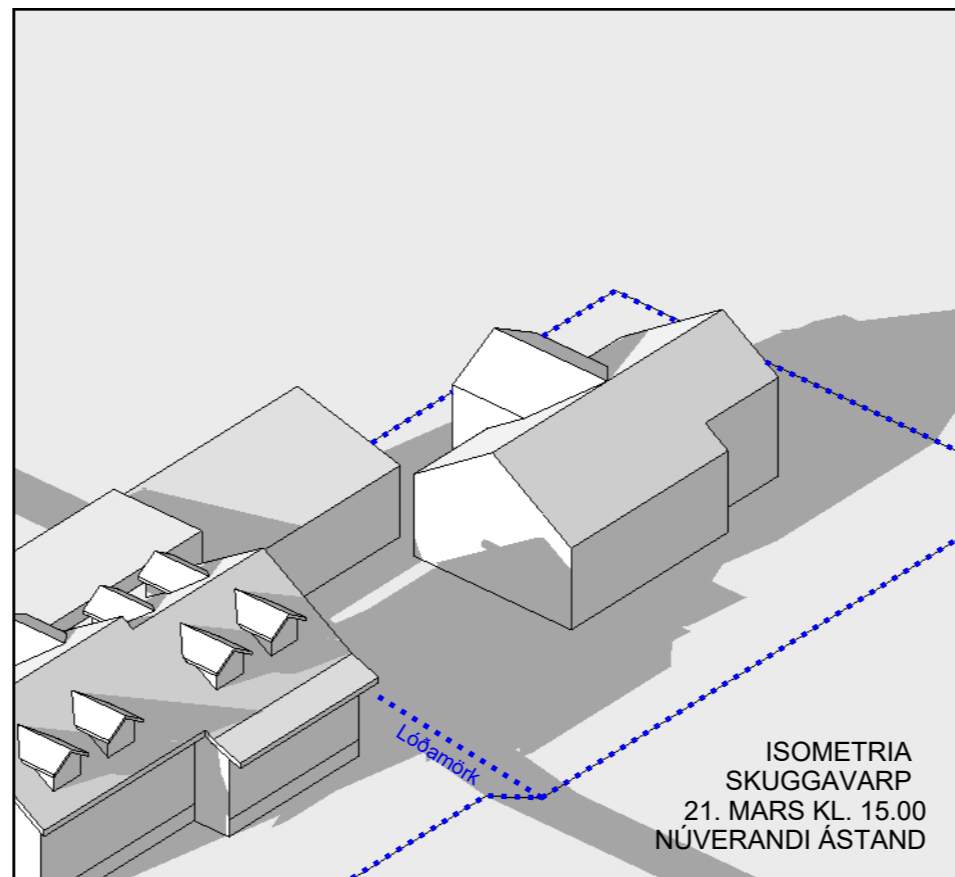 Lóðamörk
ISOMETRIA
SKUGGAVARP
21. MARS KL. 15.00
NÚVERANDI ÁSTAND